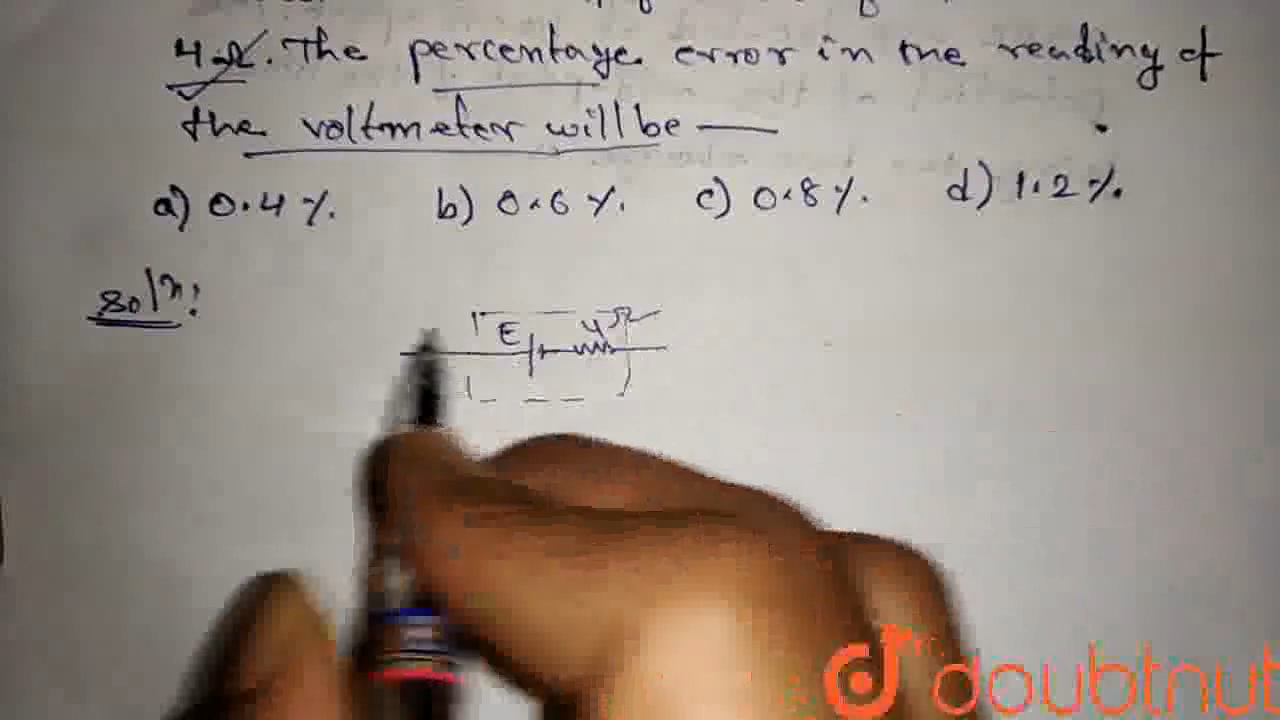 4Ω. The percentage error in the reading of
the voltmeter will be —
a) 0.4%. b) 0.6%. c) 0.8%. d) 1.2%.
Soln:
E 4Ω
doubtnut